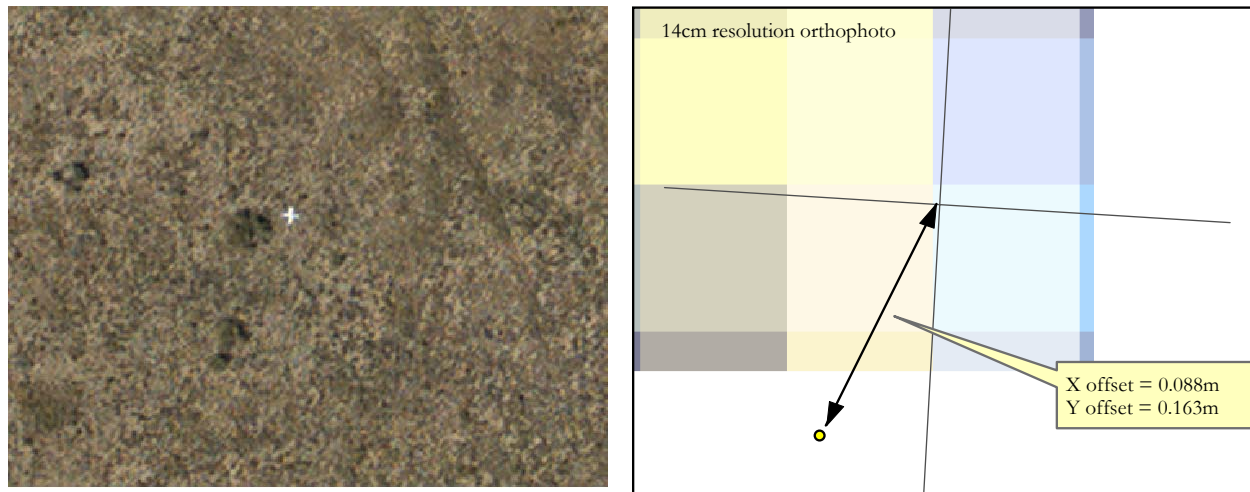 14cm resolution orthophoto
X offset = 0.088m
Y offset = 0.163m